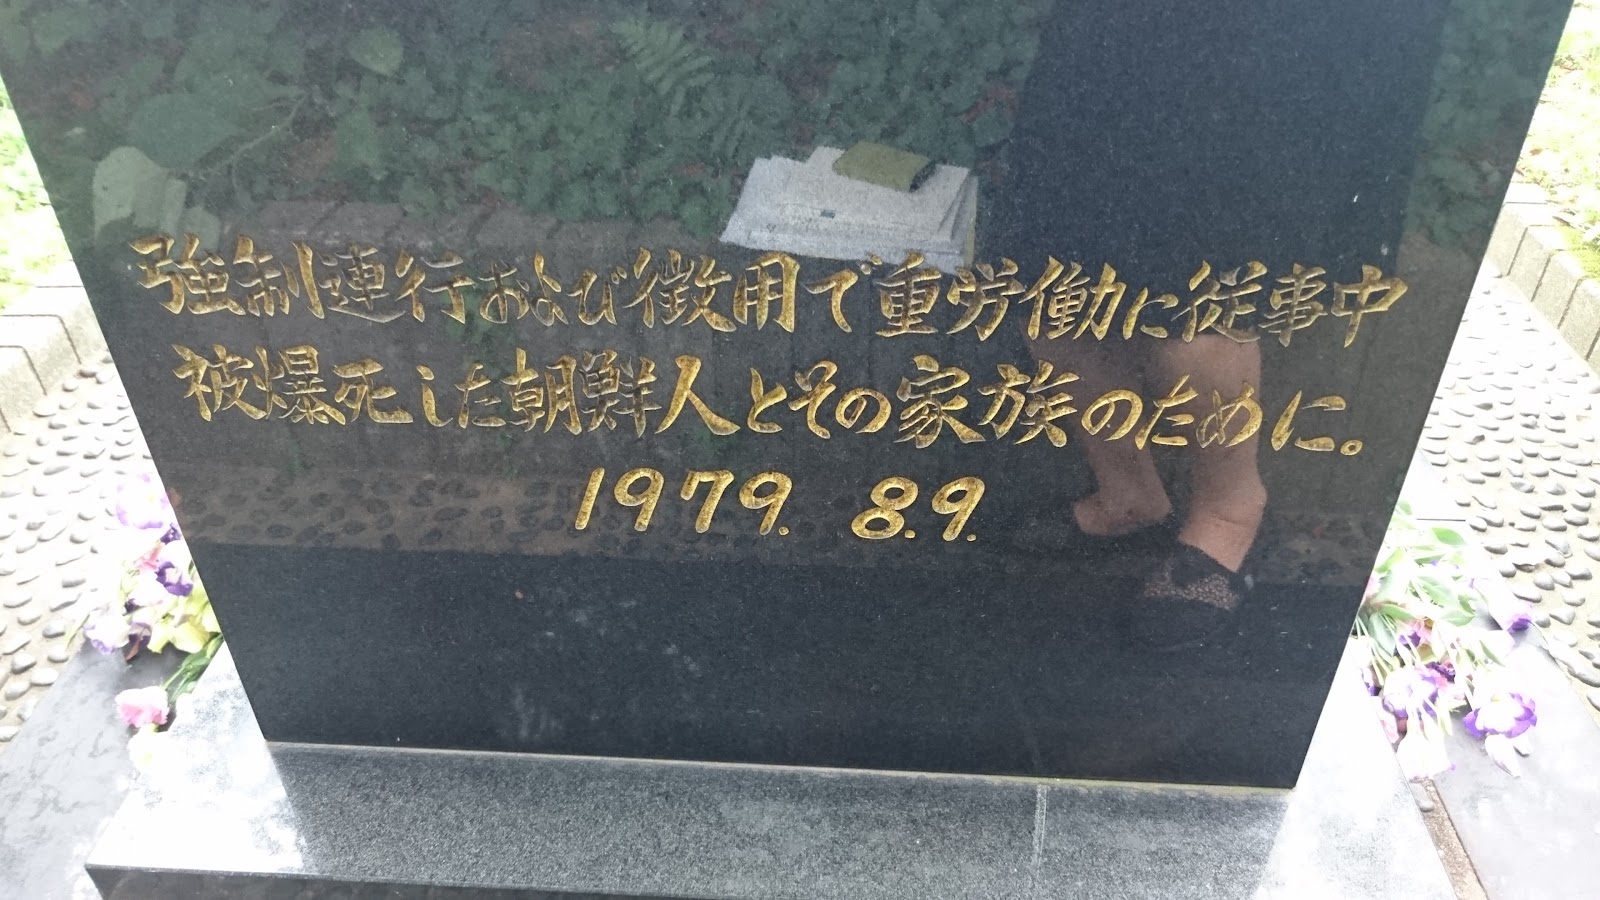 強制連行および徴用で重労働に従事中
被爆死した朝鮮人とその家族のために。
1979. 8.9.